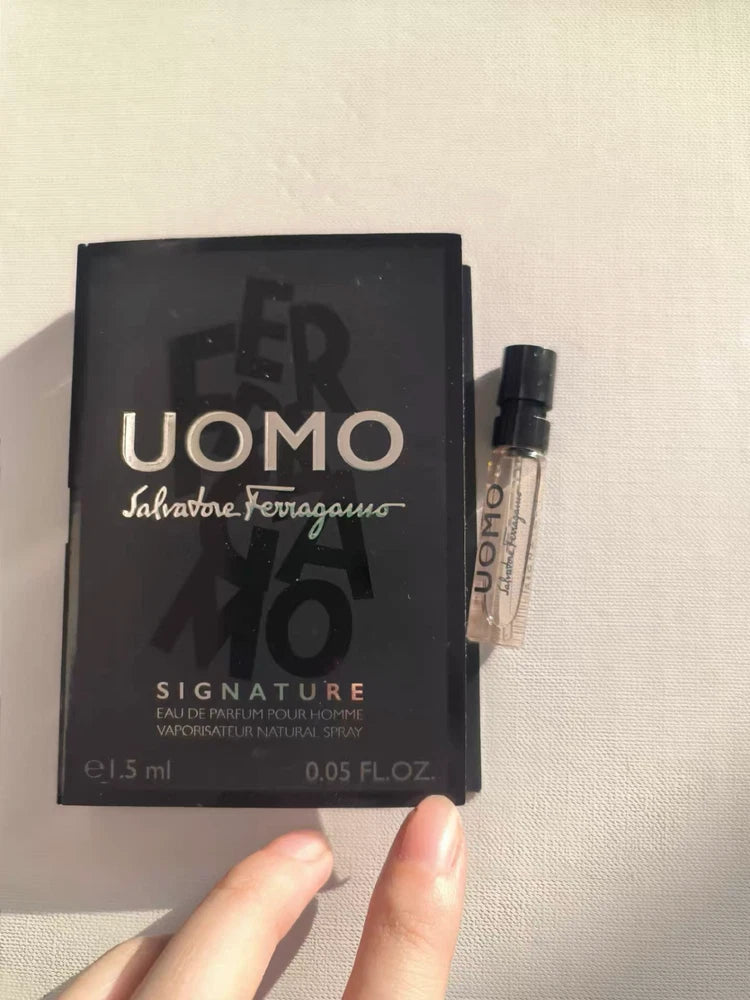 FERRAGAMO
UOMO
Salvatore Ferragamo
SIGNATURE
EAU DE PARFUM POUR HOMME
VAPORISATEUR NATURAL SPRAY
℮1.5 ml 0.05 FL.OZ.
UOMO
Salvatore Ferragamo